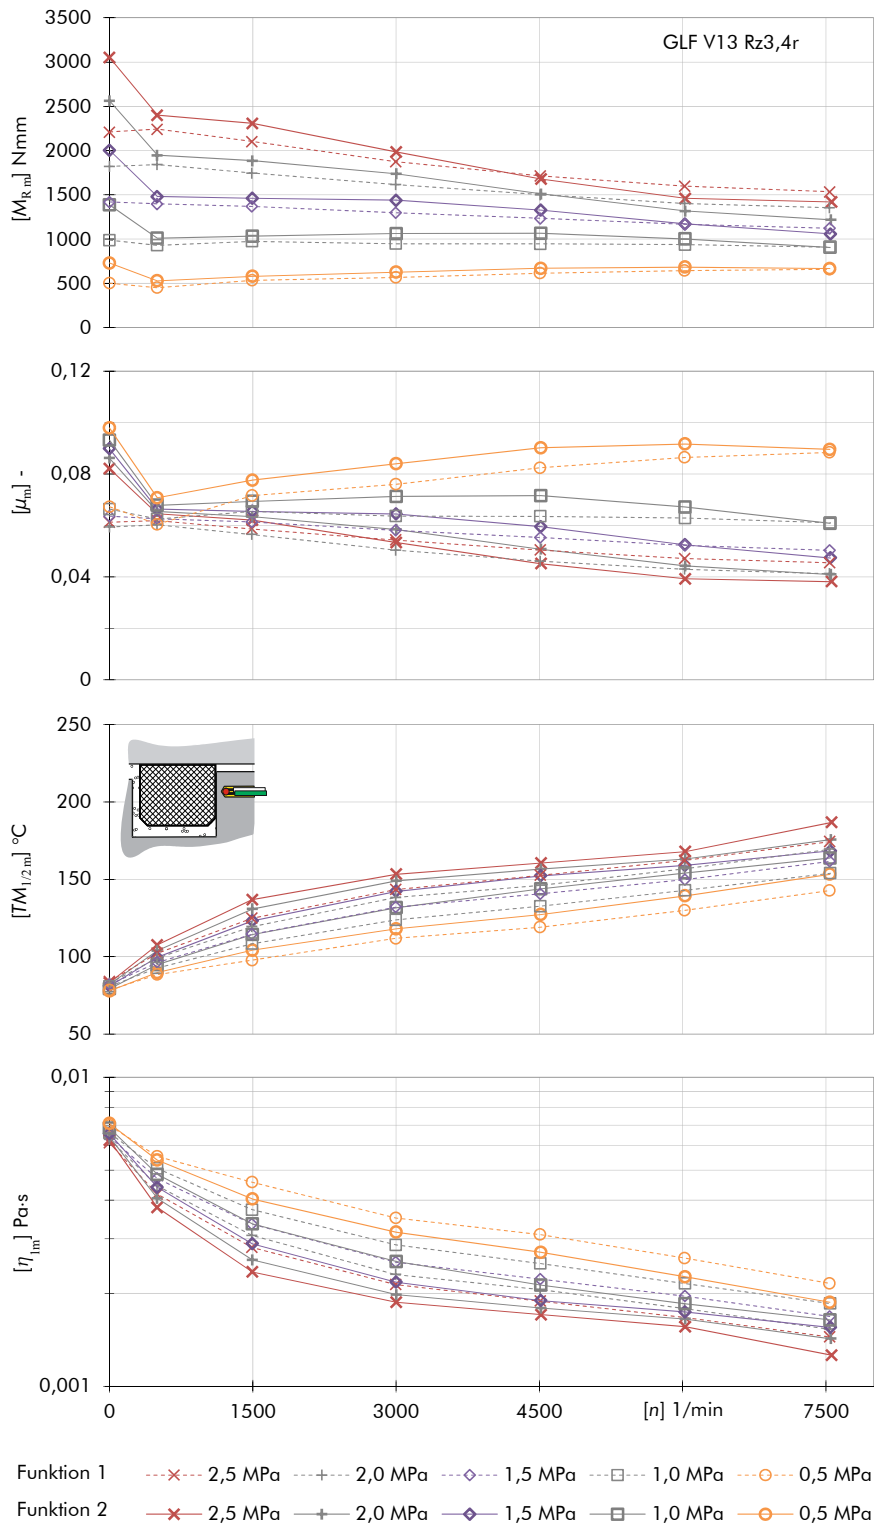 GLF V13 Rz3,4r
[M_R m] Nmm
3500
3000
2500
2000
1500
1000
500
0
[μ_m] -
0,12
0,08
0,04
0
[TM_1/2 m] °C
250
200
150
100
50
[η_1m] Pa·s
0,01
0,001
0 1500 3000 4500 [n] 1/min 7500
Funktion 1 2,5 MPa 2,0 MPa 1,5 MPa 1,0 MPa 0,5 MPa
Funktion 2 2,5 MPa 2,0 MPa 1,5 MPa 1,0 MPa 0,5 MPa